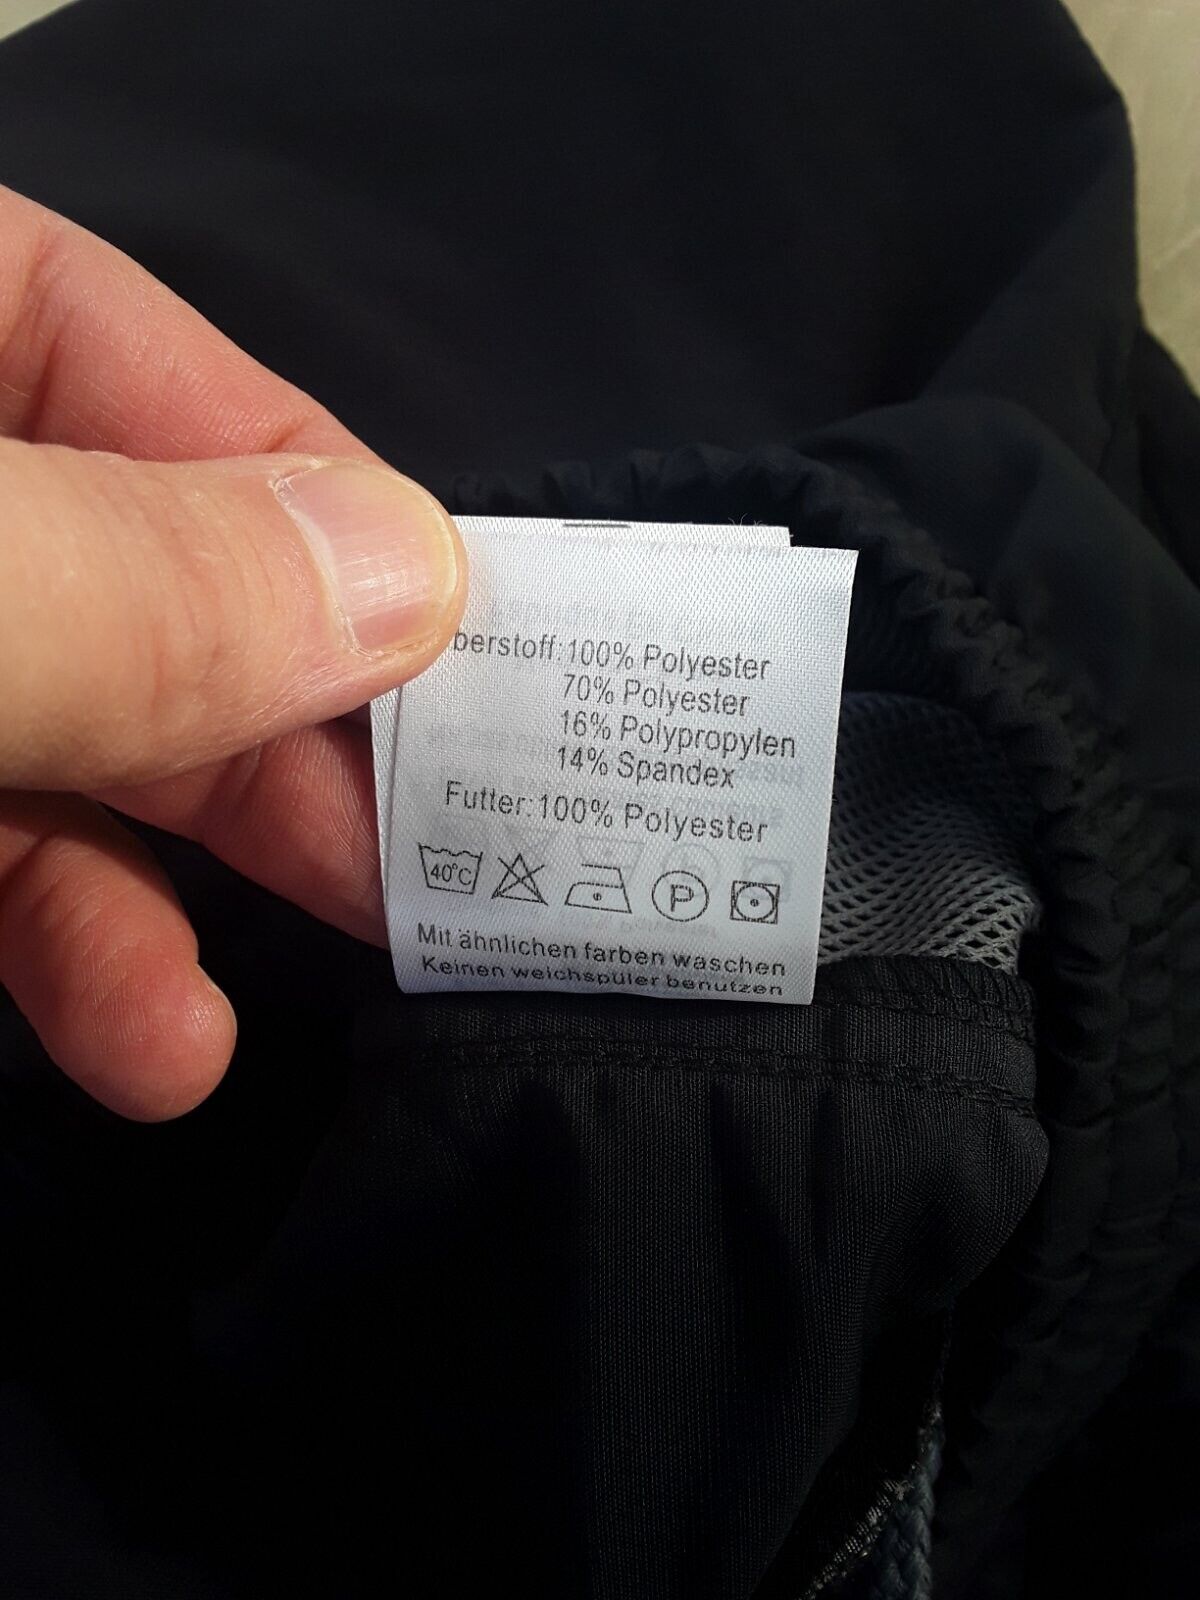 berstoff:100% Polyester
70% Polyester
16% Polypropylen
14% Spandex
Futter:100% Polyester
40°C P
Mit ähnlichen farben waschen
Keinen weichspüler benutzen